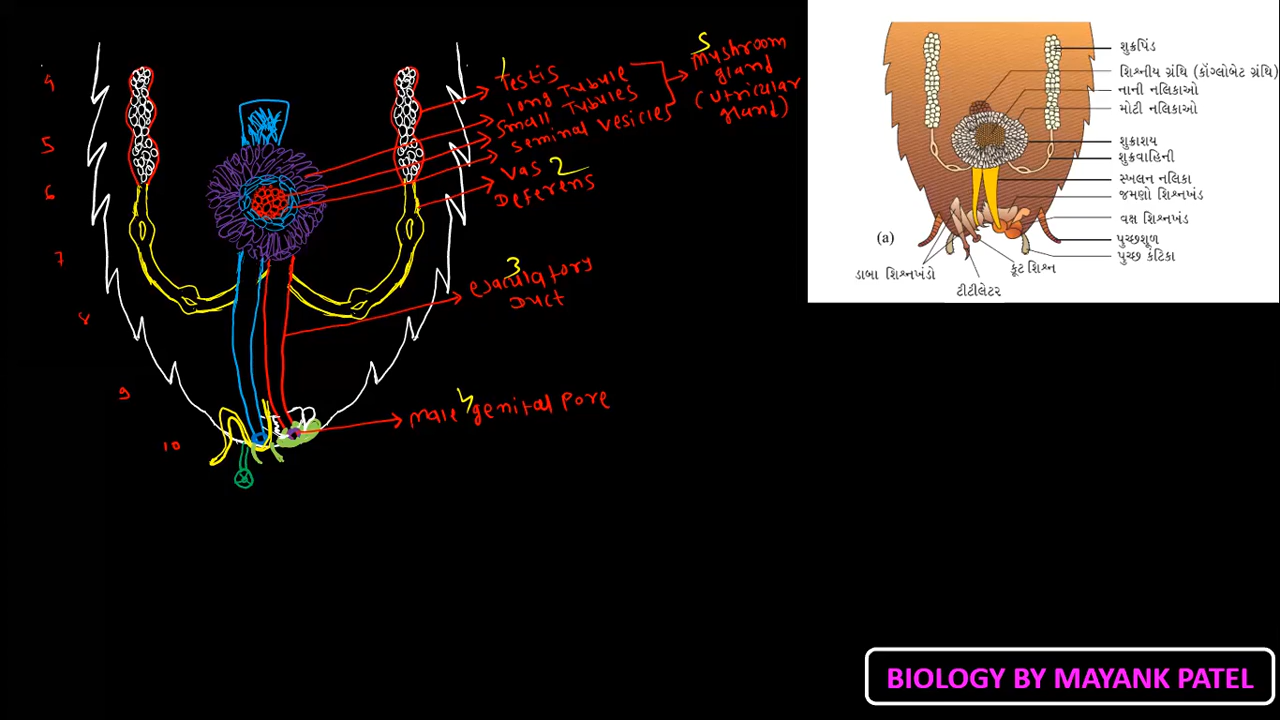 4
5
6
7
8
9
10
1
Testis
long Tubule
small Tubules
seminal vesicles
5
Mushroom
gland
(utricular
gland)
Vas 2
Deferens
3
ejaculatory
Duct
4
male genital Pore
શુક્રપિંડ
શિશ્નીય ગ્રંથિ (કોંગ્લોબેટ ગ્રંથિ)
નાની નલિકાઓ
મોટી નલિકાઓ
શુક્રાશય
શુક્રવાહિની
સ્ખલન નલિકા
જમણો શિશ્નખંડ
વક્ષ શિશ્નખંડ
પુચ્છશૂળ
પુચ્છ કંટિકા
(a)
ડાબા શિશ્નખંડો
કૂટ શિશ્ન
ટીટીલેટર
BIOLOGY BY MAYANK PATEL